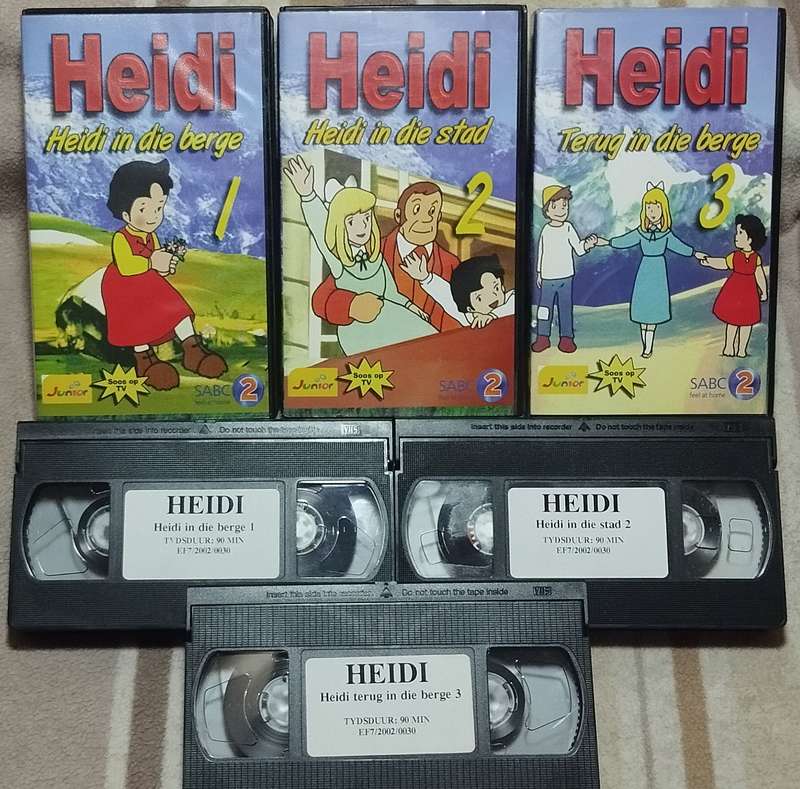 Heidi
Heidi in die berge
1
Junior
Soos op
TV
SABC 2
Heidi
Heidi in die stad
2
Junior
Soos op
TV
SABC 2
Heidi
Terug in die berge
3
Junior
Soos op
TV
SABC 2
feel at home
Insert this side into recorder Do not touch the tape inside VHS
HEIDI
Heidi in die berge 1
TYDSDUUR: 90 MIN
EF7/2002/0030
Insert this side into recorder Do not touch the tape inside
HEIDI
Heidi in die stad 2
TYDSDUUR: 90 MIN
EF7/2002/0030
Insert this side into recorder Do not touch the tape inside VHS
HEIDI
Heidi terug in die berge 3
TYDSDUUR: 90 MIN
EF7/2002/0030